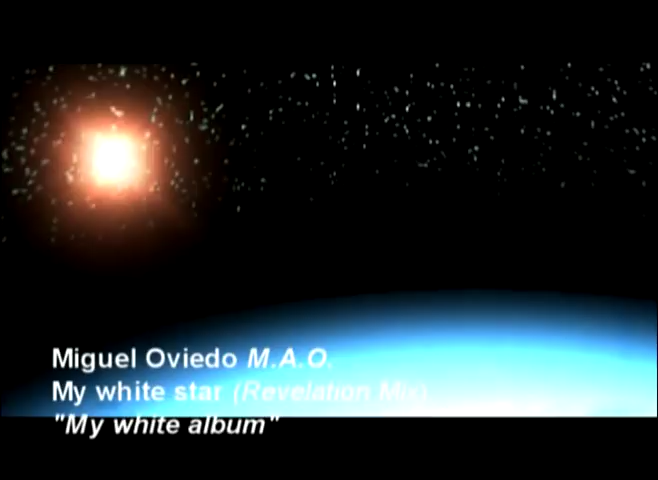 Miguel Oviedo M.A.O.
My white star (Revelation Mix)
"My white album"